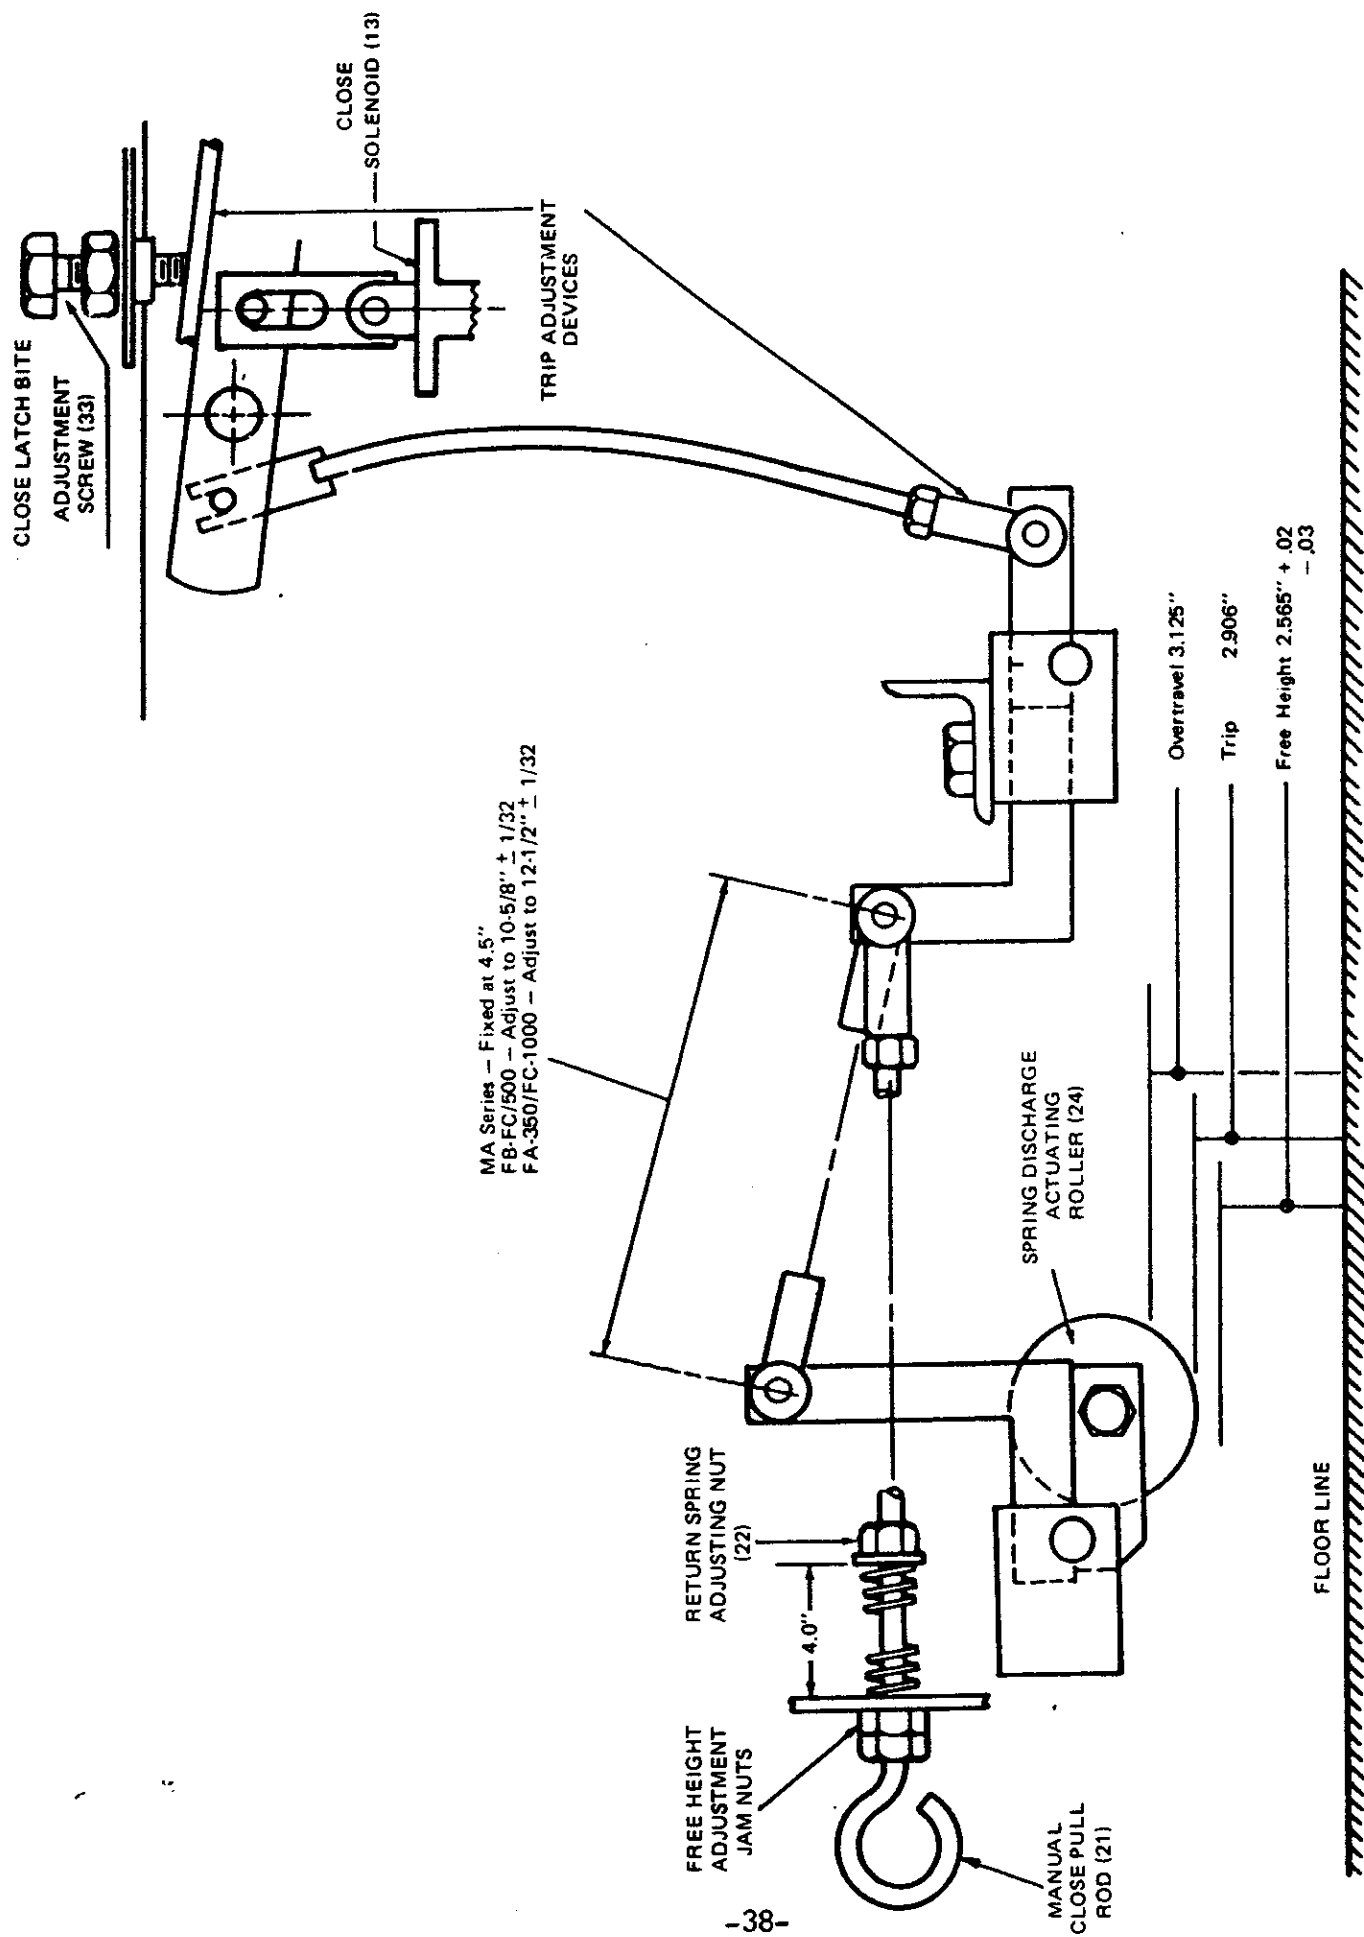 CLOSE LATCH BITE
ADJUSTMENT
SCREW (33)
CLOSE
SOLENOID (13)
TRIP ADJUSTMENT
DEVICES
MA Series – Fixed at 4.5"
FB-FC/500 – Adjust to 10-5/8" ± 1/32
FA-350/FC-1000 – Adjust to 12-1/2" ± 1/32
Overtravel 3.125"
Trip 2.906"
Free Height 2.565" + .02
– .03
SPRING DISCHARGE
ACTUATING
ROLLER (24)
RETURN SPRING
ADJUSTING NUT
(22)
4.0"
FREE HEIGHT
ADJUSTMENT
JAM NUTS
MANUAL
CLOSE PULL
ROD (21)
FLOOR LINE
-38-